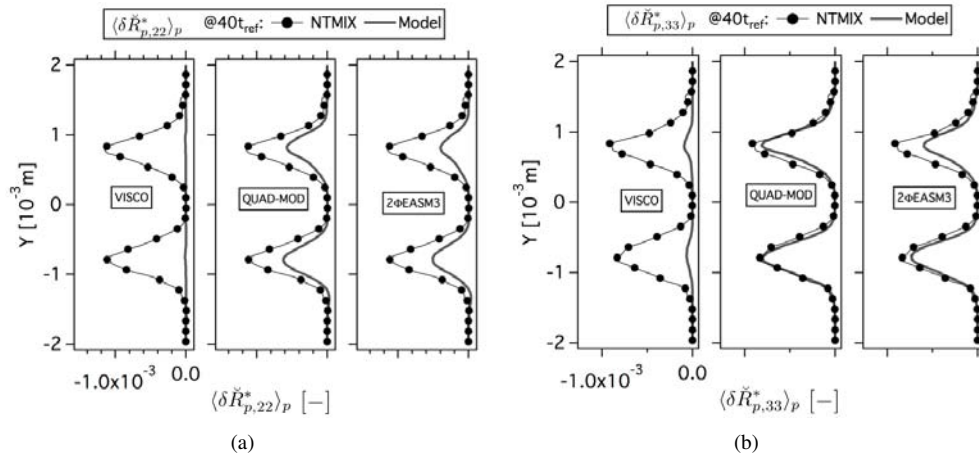 ⟨δR̆*p,22⟩p @40tref: NTMIX Model
2
1
0
-1
-2
Y [10-3m]
VISCO
QUAD-MOD
2ΦEASM3
-1.0x10-3 0.0
⟨δR̆*p,22⟩p [−]
(a)
⟨δR̆*p,33⟩p @40tref: NTMIX Model
2
1
0
-1
-2
Y [10-3m]
VISCO
QUAD-MOD
2ΦEASM3
-1.0x10-3 0.0
⟨δR̆*p,33⟩p [−]
(b)